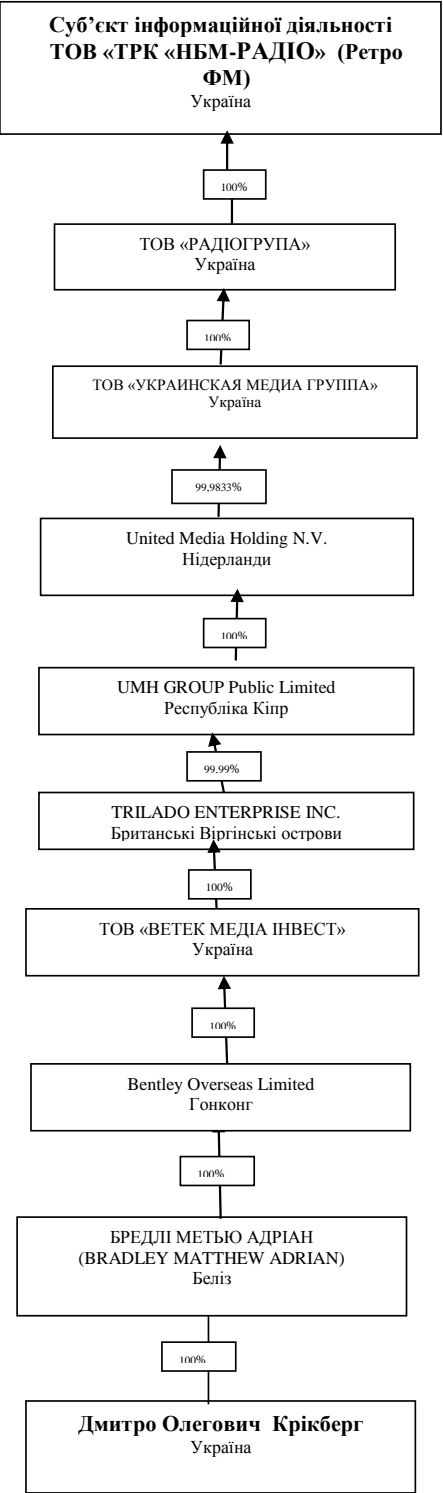 Суб’єкт інформаційної діяльності
ТОВ «ТРК «НБМ-РАДІО» (Ретро
ФМ)
Україна
100%
ТОВ «РАДІОГРУПА»
Україна
100%
ТОВ «УКРАИНСКАЯ МЕДИА ГРУППА»
Україна
99,9833%
United Media Holding N.V.
Нідерланди
100%
UMH GROUP Public Limited
Республіка Кіпр
99.99%
TRILADO ENTERPRISE INC.
Британські Віргінські острови
100%
ТОВ «ВЕТЕК МЕДІА ІНВЕСТ»
Україна
100%
Bentley Overseas Limited
Гонконг
100%
БРЕДЛІ МЕТЬЮ АДРІАН
(BRADLEY MATTHEW ADRIAN)
Беліз
100%
Дмитро Олегович Крікберг
Україна